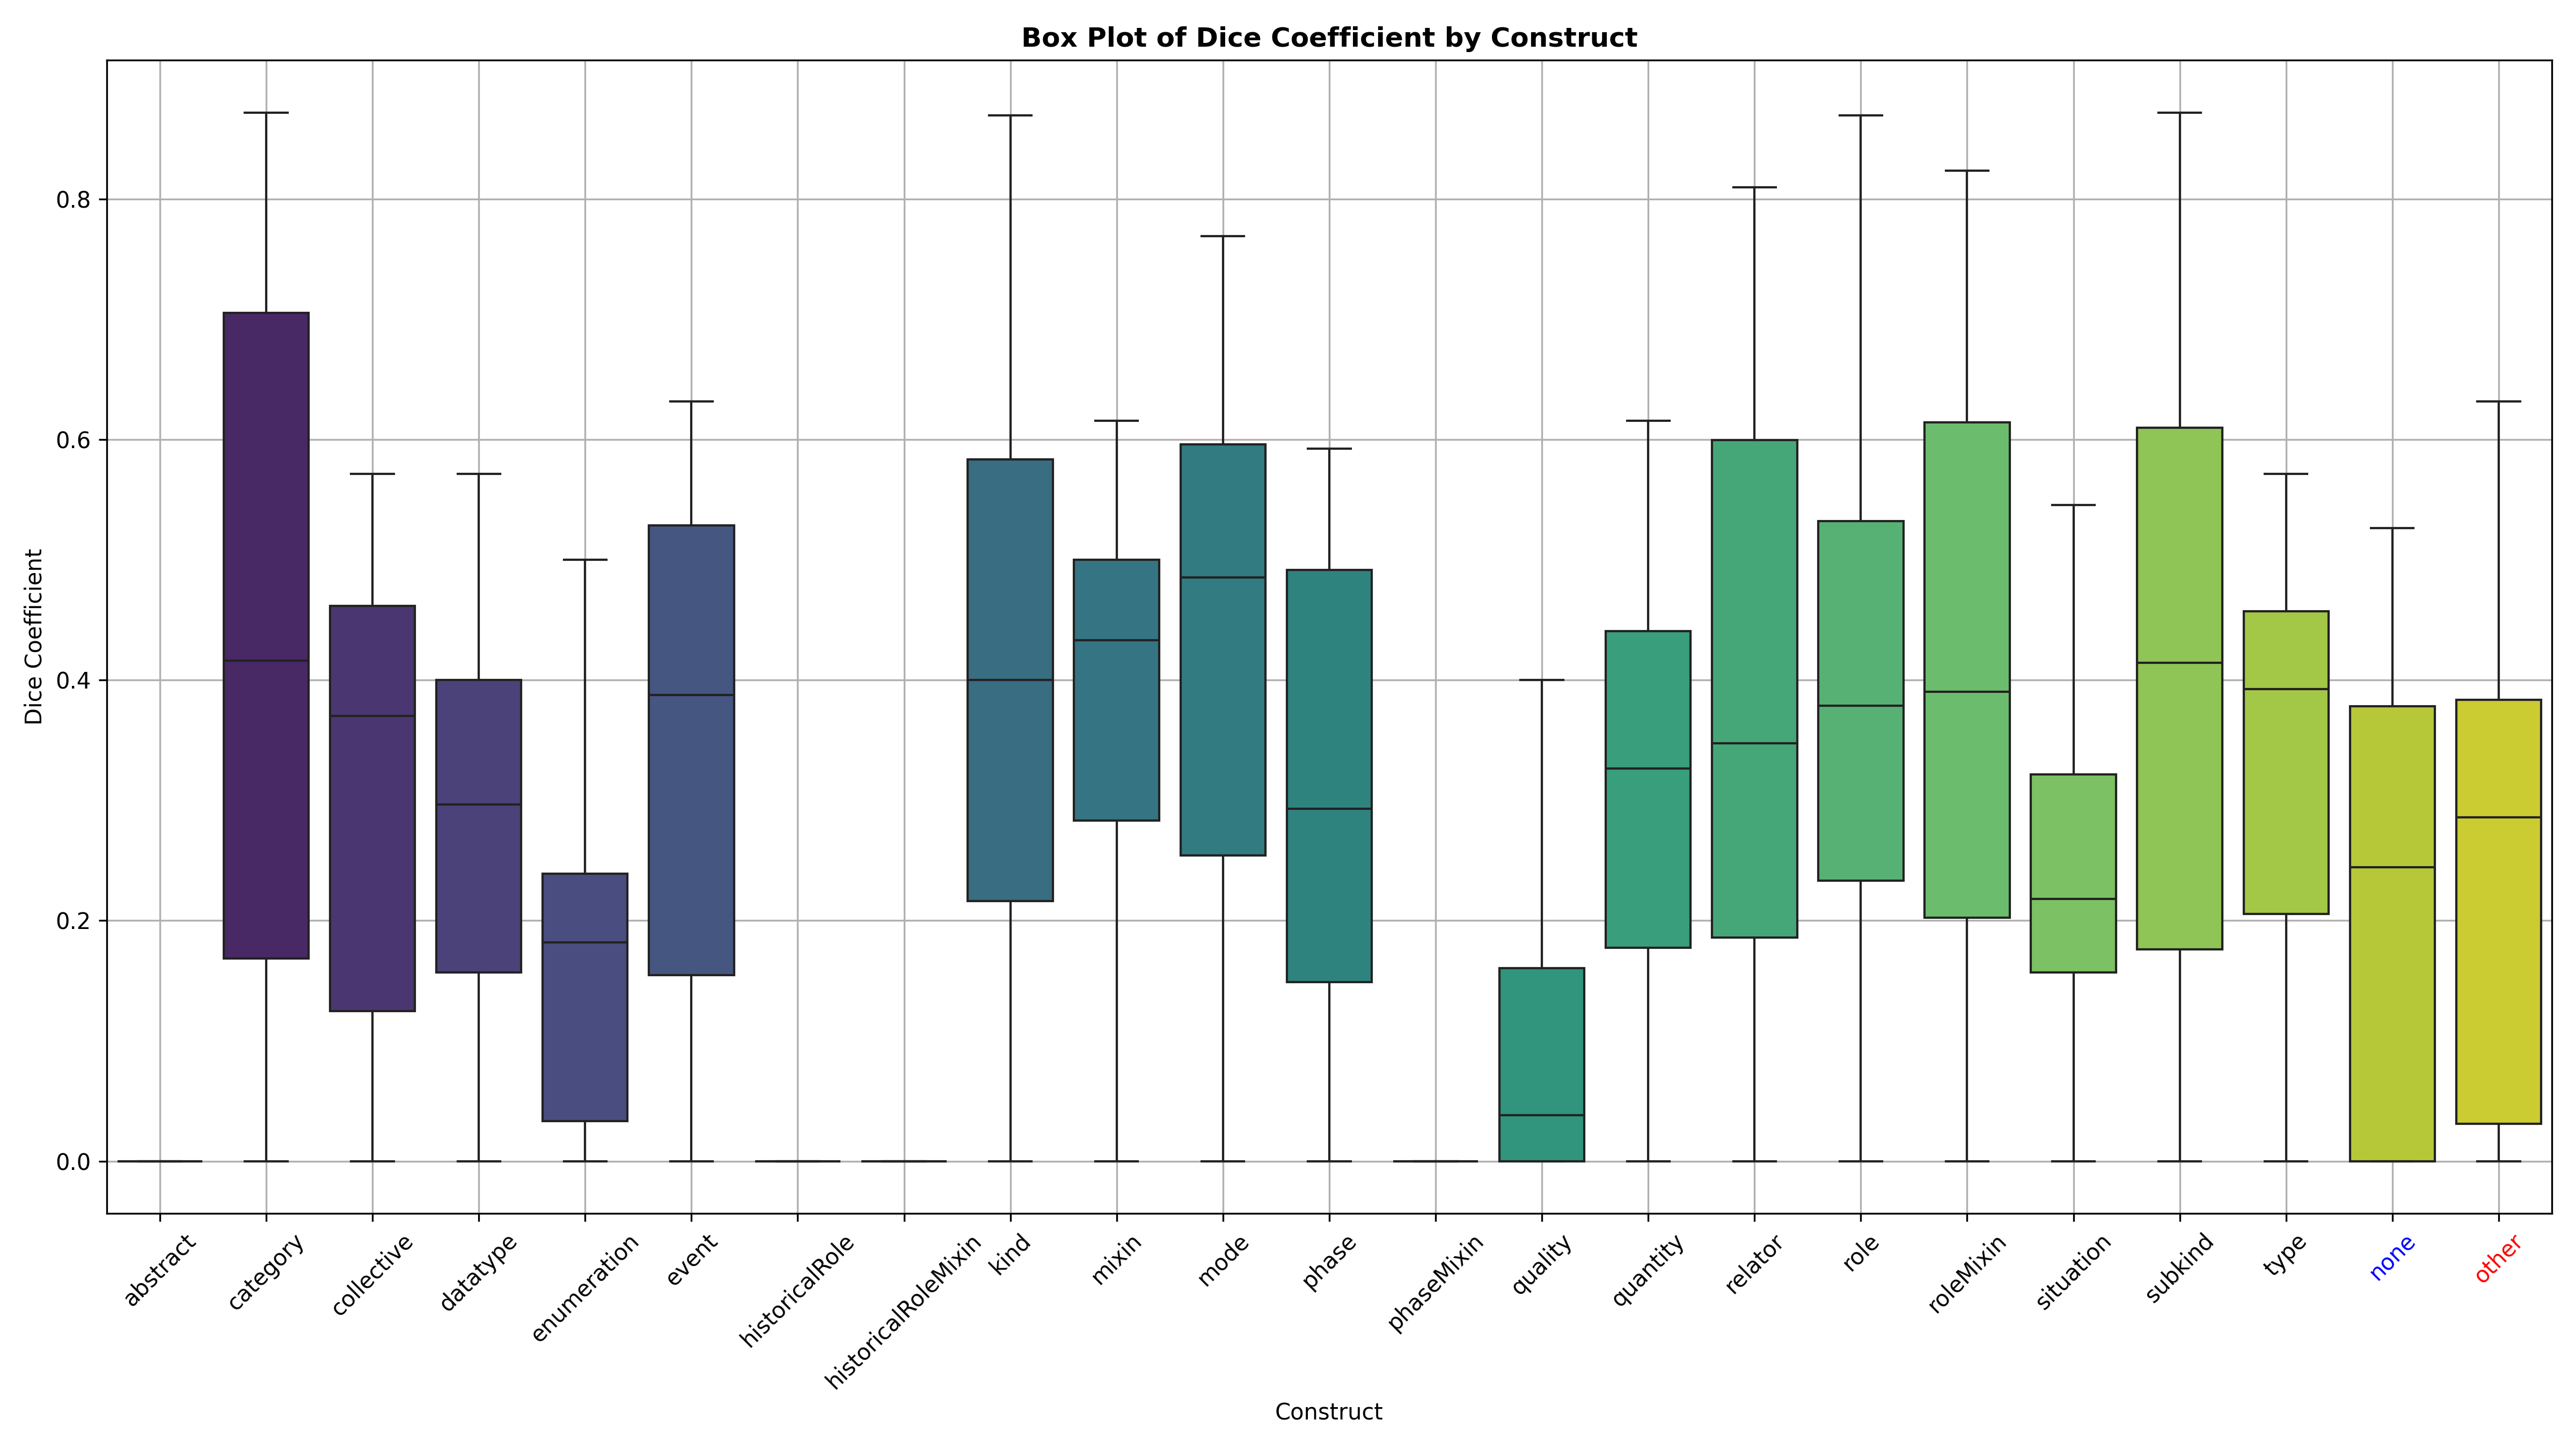 Box Plot of Dice Coefficient by Construct
Dice Coefficient
0.8
0.6
0.4
0.2
0.0
abstract
category
collective
datatype
enumeration
event
historicalRole
historicalRoleMixin
kind
mixin
mode
phase
phaseMixin
quality
quantity
relator
role
roleMixin
situation
subkind
type
none
other
Construct